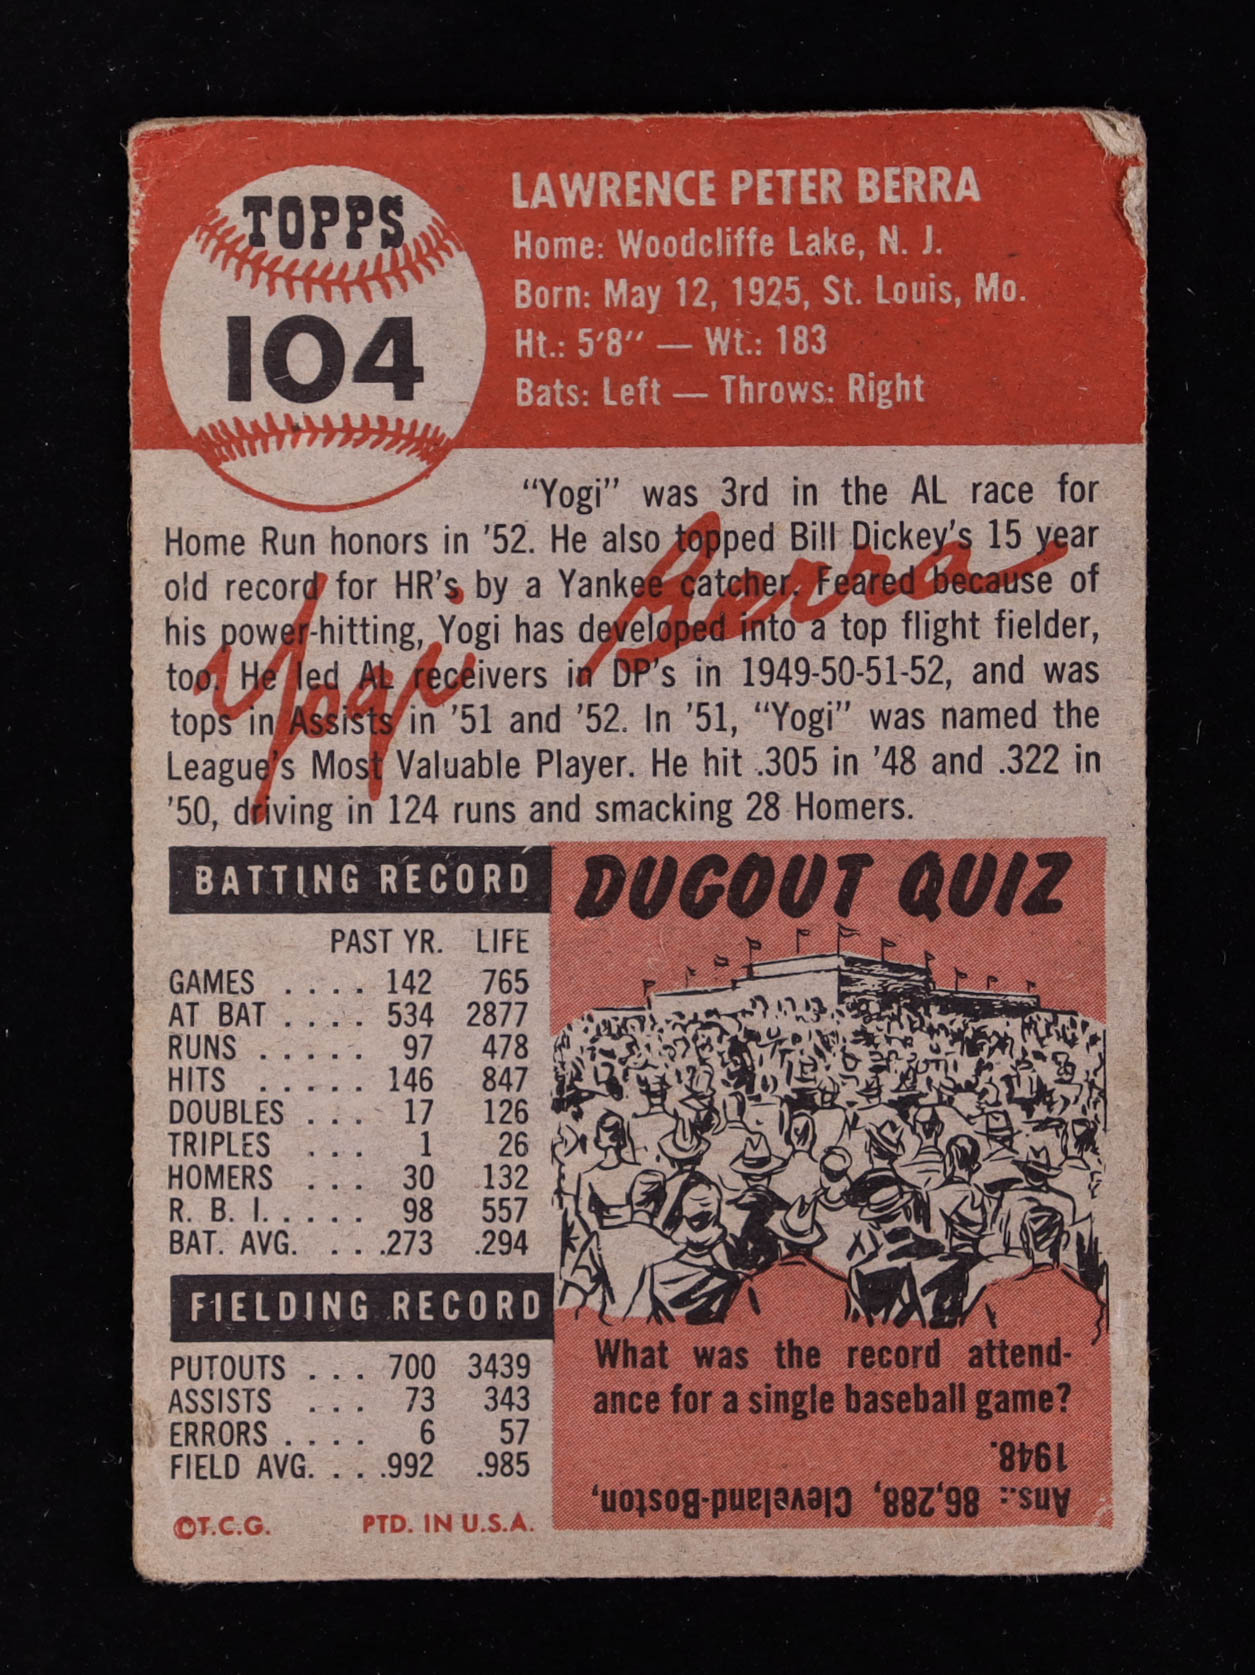 TOPPS
104
LAWRENCE PETER BERRA
Home: Woodcliffe Lake, N. J.
Born: May 12, 1925, St. Louis, Mo.
Ht.: 5'8" — Wt.: 183
Bats: Left — Throws: Right
"Yogi" was 3rd in the AL race for
Home Run honors in '52. He also topped Bill Dickey's 15 year
old record for HR's by a Yankee catcher. Feared because of
his power-hitting, Yogi has developed into a top flight fielder,
too. He led AL receivers in DP's in 1949-50-51-52, and was
tops in Assists in '51 and '52. In '51, "Yogi" was named the
League's Most Valuable Player. He hit .305 in '48 and .322 in
'50, driving in 124 runs and smacking 28 Homers.
Yogi Berra
BATTING RECORD
PAST YR. LIFE
GAMES . . . . 142 765
AT BAT . . . . 534 2877
RUNS . . . . . 97 478
HITS . . . . . 146 847
DOUBLES . . . 17 126
TRIPLES . . . 1 26
HOMERS . . . 30 132
R. B. I. . . . . 98 557
BAT. AVG. . . . .273 .294
FIELDING RECORD
PUTOUTS . . . 700 3439
ASSISTS . . . 73 343
ERRORS . . . . 6 57
FIELD AVG. . . . .992 .985
©T.C.G. PTD. IN U.S.A.
DUGOUT QUIZ
What was the record attend-
ance for a single baseball game?
Ans.: 86,288, Cleveland-Boston,
1948.